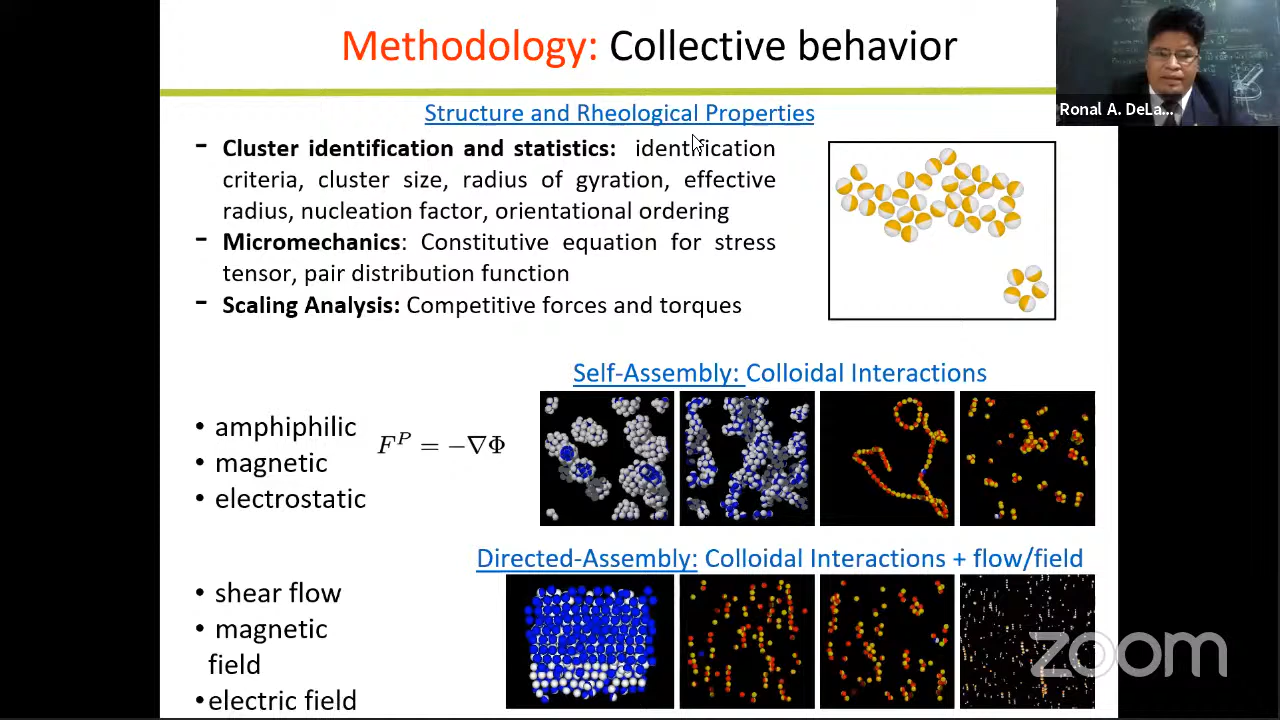 Methodology: Collective behavior
Ronal A. DeLa...
Structure and Rheological Properties
- Cluster identification and statistics: identification
criteria, cluster size, radius of gyration, effective
radius, nucleation factor, orientational ordering
- Micromechanics: Constitutive equation for stress
tensor, pair distribution function
- Scaling Analysis: Competitive forces and torques
Self-Assembly: Colloidal Interactions
• amphiphilic
F^P = −∇Φ
• magnetic
• electrostatic
Directed-Assembly: Colloidal Interactions + flow/field
• shear flow
• magnetic
field
• electric field
zoom